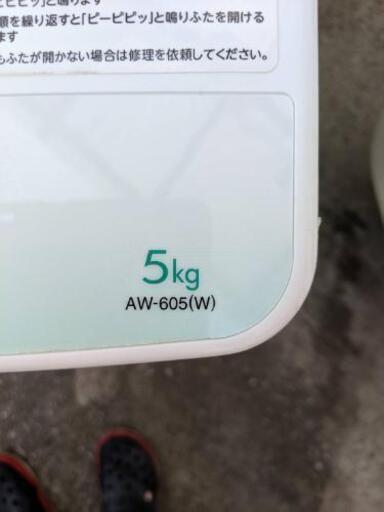 順を繰り返すと「ピーピピッ」と鳴りふたを開ける
ます
ふたが開かない場合は修理を依頼してください。
5kg
AW-605(W)